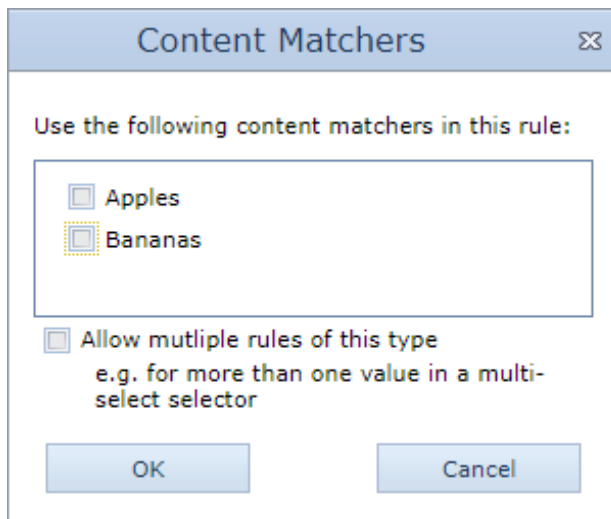 Content Matchers
Use the following content matchers in this rule:
Apples
Bananas
Allow mutliple rules of this type
e.g. for more than one value in a multi-
select selector
OK
Cancel